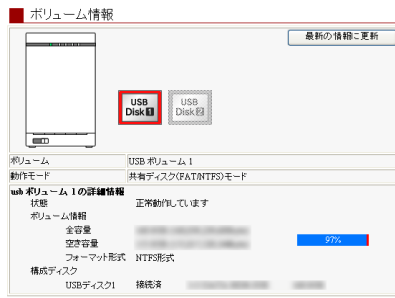 ボリューム情報
最新の情報に更新
USB Disk 1
USB Disk 2
ボリューム USB ボリューム 1
動作モード 共有ディスク(FAT/NTFS)モード
usb ボリューム 1の詳細情報
状態 正常動作しています
ボリューム情報
全容量
空き容量 97%
フォーマット形式 NTFS形式
構成ディスク
USBディスク1 接続済